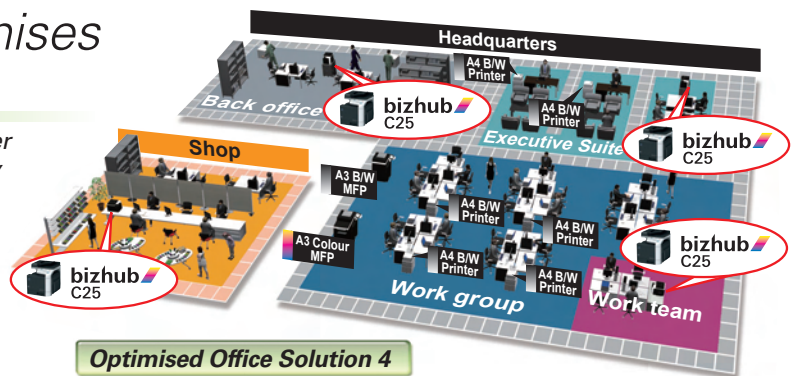 nises
er
Headquarters
A4 B/W
Printer
A4 B/W
Printer
Back office
bizhub
C25
Executive Suite
bizhub
C25
Shop
A3 B/W
MFP
A4 B/W
Printer
A4 B/W
Printer
A3 Colour
MFP
A4 B/W
Printer
A4 B/W
Printer
bizhub
C25
bizhub
C25
Work group
Work team
Optimised Office Solution 4